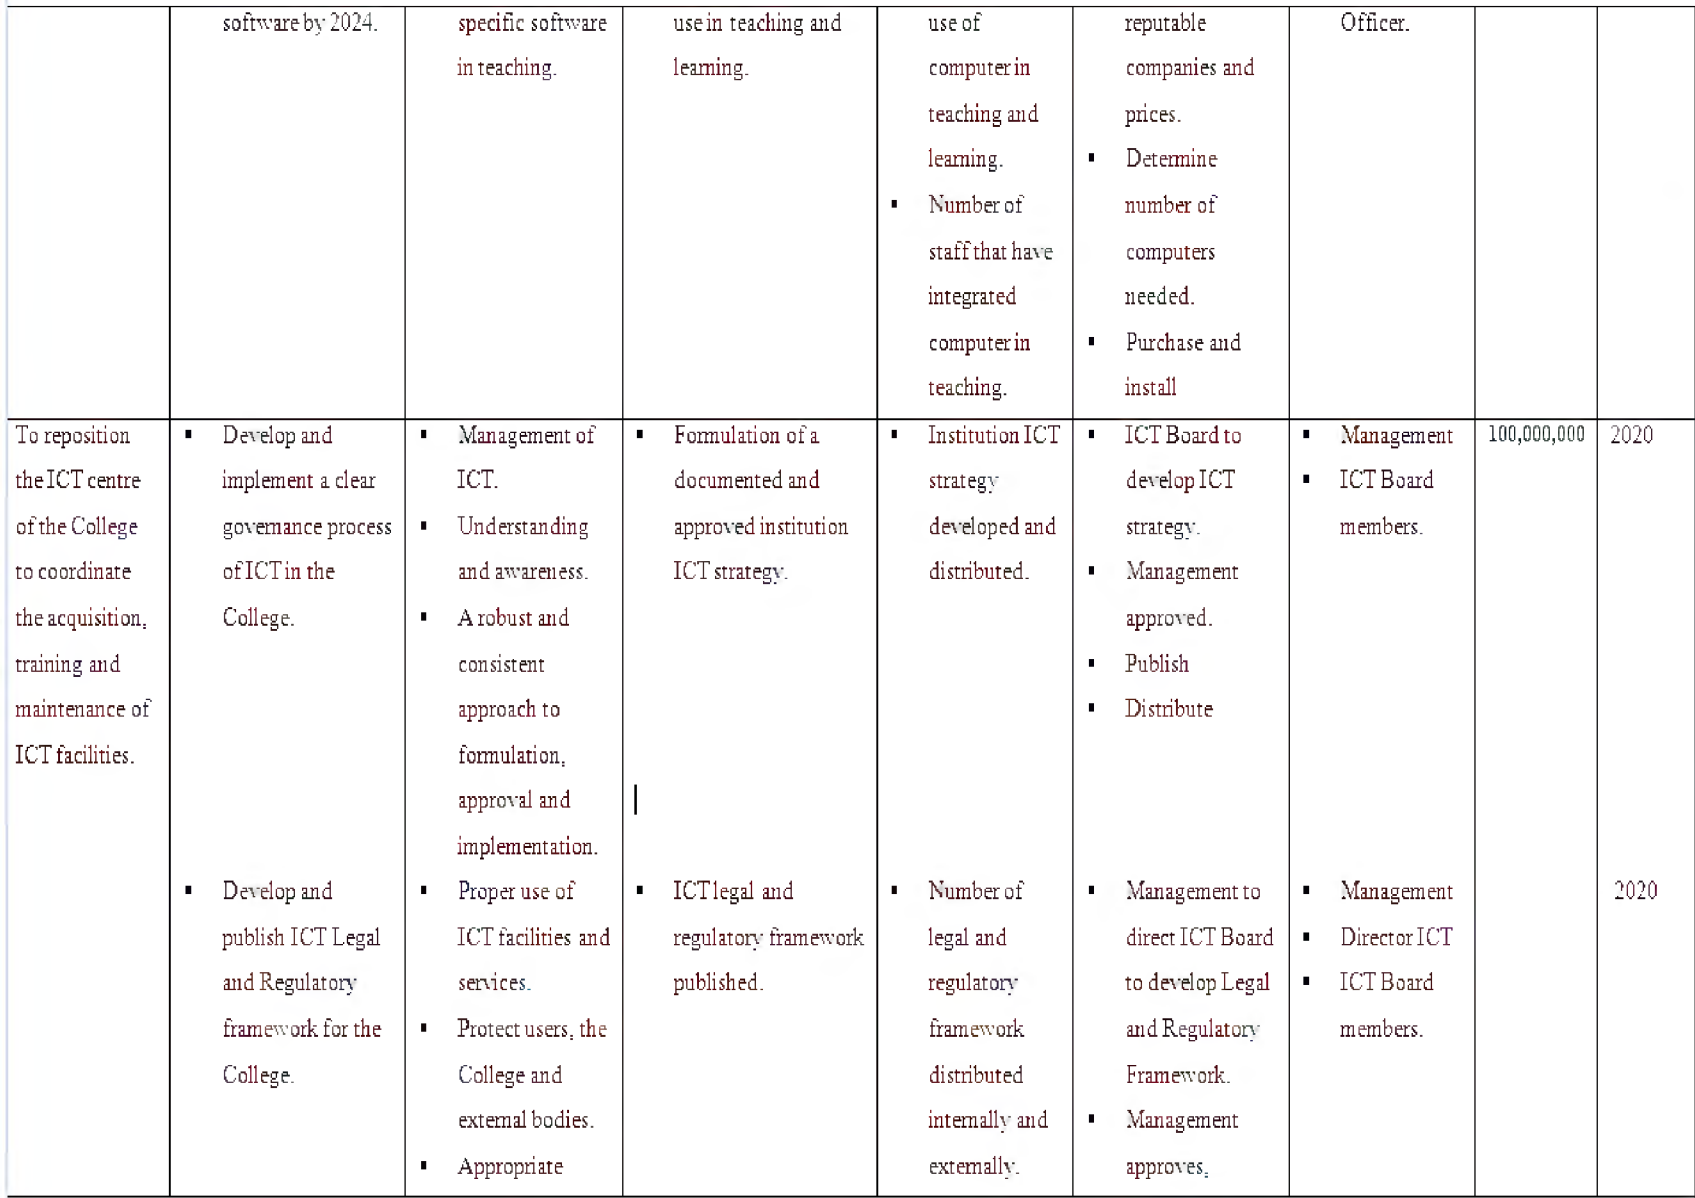 software by 2024.
specific software
in teaching.
use in teaching and
learning.
use of
computer in
teaching and
learning.
▪ Number of
staff that have
integrated
computer in
teaching.
reputable
companies and
prices.
▪ Determine
number of
computers
needed.
▪ Purchase and
install
Officer.
To reposition
the ICT centre
of the College
to coordinate
the acquisition,
training and
maintenance of
ICT facilities.
▪ Develop and
implement a clear
governance process
of ICT in the
College.
▪ Management of
ICT.
▪ Understanding
and awareness.
▪ A robust and
consistent
approach to
formulation,
approval and
implementation.
▪ Formulation of a
documented and
approved institution
ICT strategy.
▪ Institution ICT
strategy
developed and
distributed.
▪ ICT Board to
develop ICT
strategy.
▪ Management
approved.
▪ Publish
▪ Distribute
▪ Management
▪ ICT Board
members.
100,000,000
2020
▪ Develop and
publish ICT Legal
and Regulatory
framework for the
College.
▪ Proper use of
ICT facilities and
services.
▪ Protect users, the
College and
external bodies.
▪ Appropriate
▪ ICT legal and
regulatory framework
published.
▪ Number of
legal and
regulatory
framework
distributed
internally and
externally.
▪ Management to
direct ICT Board
to develop Legal
and Regulatory
Framework.
▪ Management
approves,
▪ Management
▪ Director ICT
▪ ICT Board
members.
2020